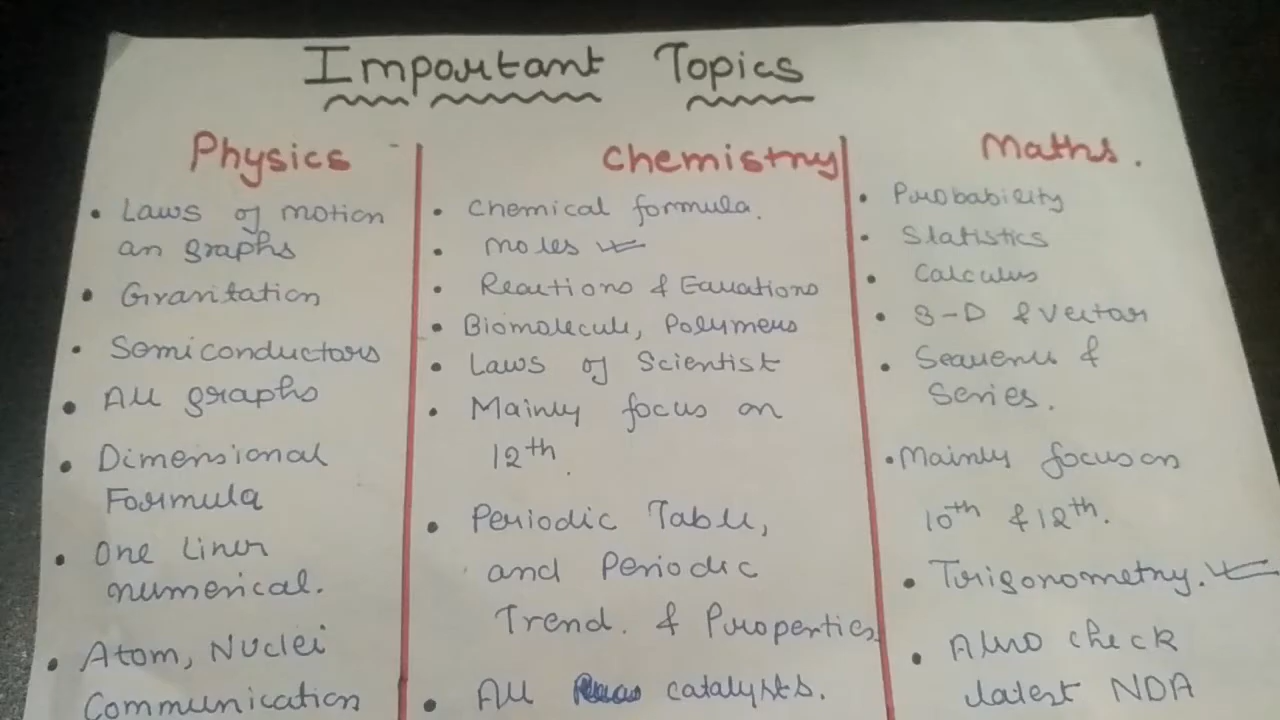 Important Topics
Physics
• Laws of motion
an graphs
• Gravitation
• Semiconductors
• All graphs
• Dimensional
Formula
• One Liner
numerical.
• Atom, Nuclei
Communication
Chemistry
• Chemical formula.
• moles
• Reactions & Equations
• Biomolecule, Polymers
• Laws of Scientist
• Mainly focus on
12th.
• Periodic Table,
and Periodic
Trend. & Properties
• All catalysts.
Maths.
• Probability
• Statistics
• Calculus
• 3-D & Vector
• Sequence &
Series.
• Mainly focus on
10th & 12th.
• Trigonometry.
• Also check
latest NDA